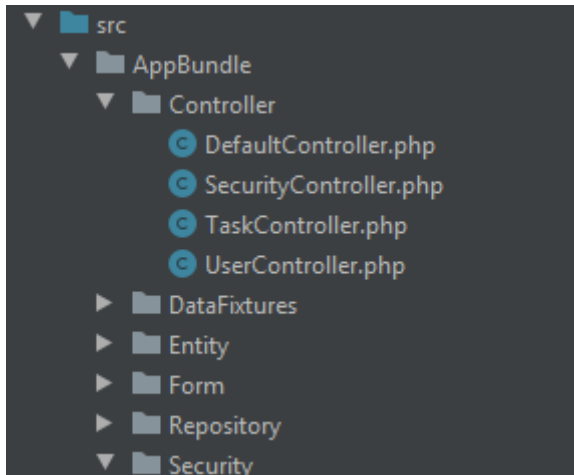 src
AppBundle
Controller
DefaultController.php
SecurityController.php
TaskController.php
UserController.php
DataFixtures
Entity
Form
Repository
Security